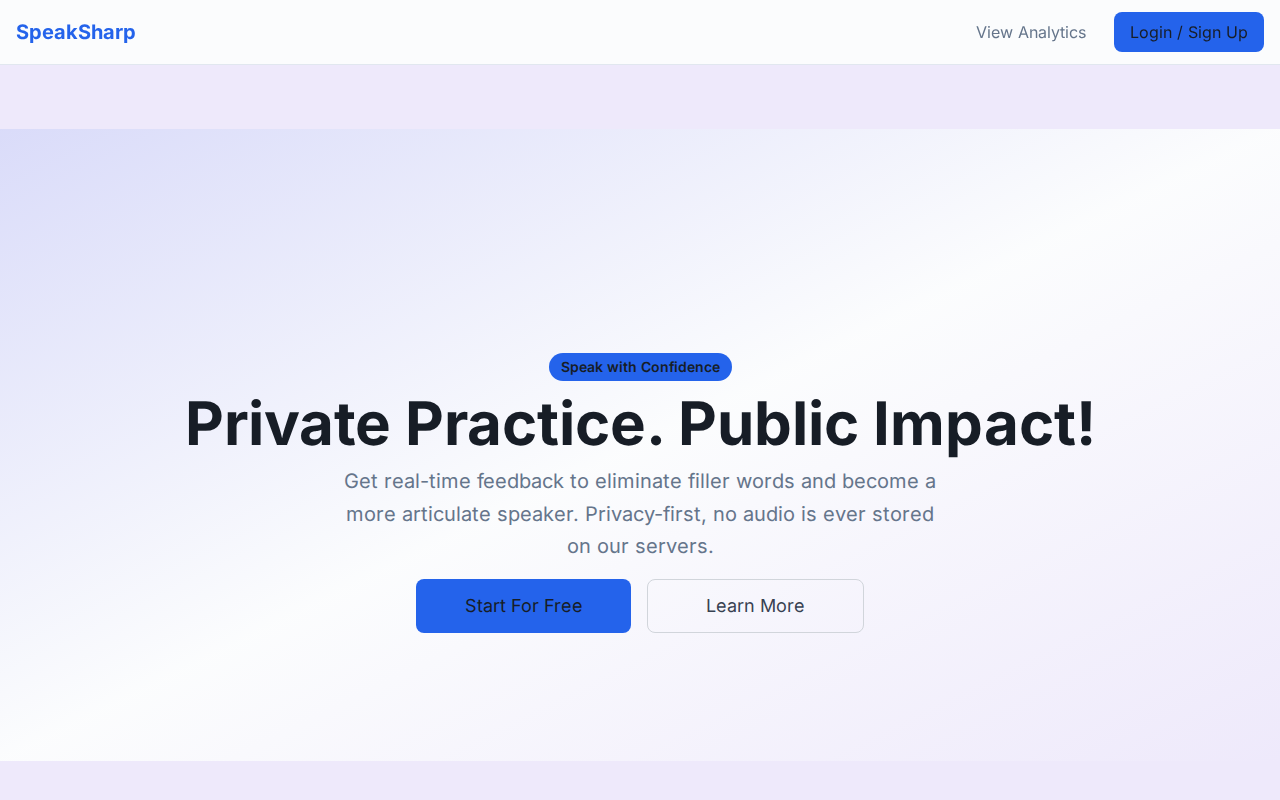 SpeakSharp
View Analytics
Login / Sign Up
Speak with Confidence
Private Practice. Public Impact!
Get real-time feedback to eliminate filler words and become a
more articulate speaker. Privacy-first, no audio is ever stored
on our servers.
Start For Free
Learn More